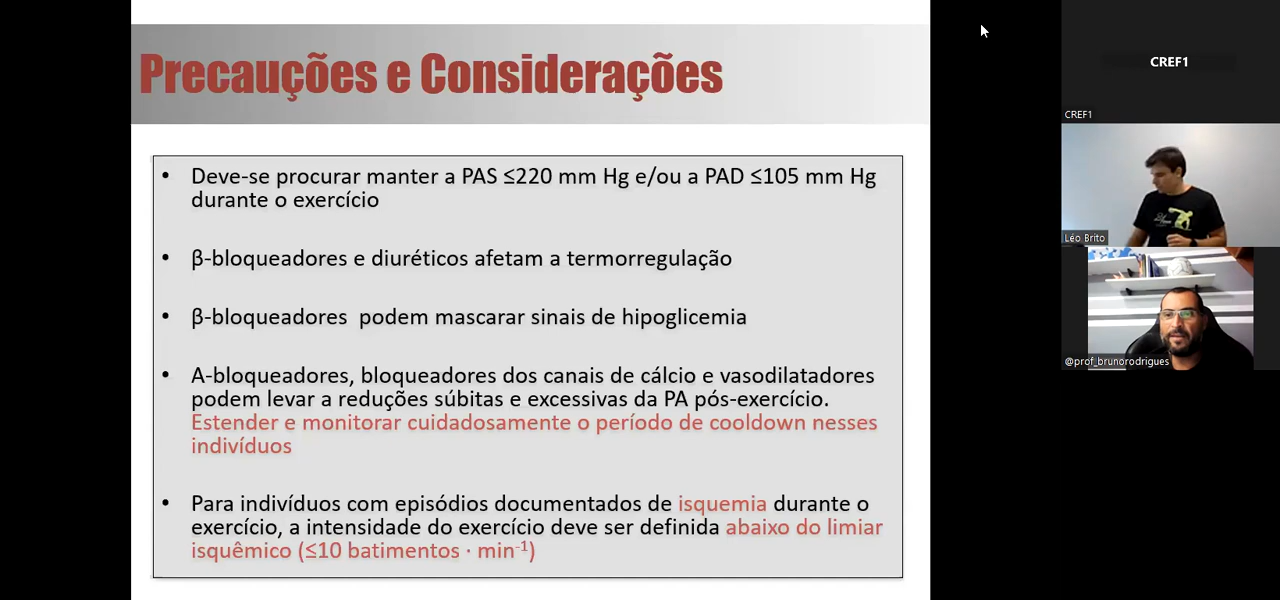 Precauções e Considerações
• Deve-se procurar manter a PAS ≤220 mm Hg e/ou a PAD ≤105 mm Hg
durante o exercício
• β-bloqueadores e diuréticos afetam a termorregulação
• β-bloqueadores podem mascarar sinais de hipoglicemia
• A-bloqueadores, bloqueadores dos canais de cálcio e vasodilatadores
podem levar a reduções súbitas e excessivas da PA pós-exercício.
Estender e monitorar cuidadosamente o período de cooldown nesses
indivíduos
• Para indivíduos com episódios documentados de isquemia durante o
exercício, a intensidade do exercício deve ser definida abaixo do limiar
isquêmico (≤10 batimentos · min⁻¹)
CREF1
CREF1
Léo Brito
@prof_brunorodrigues